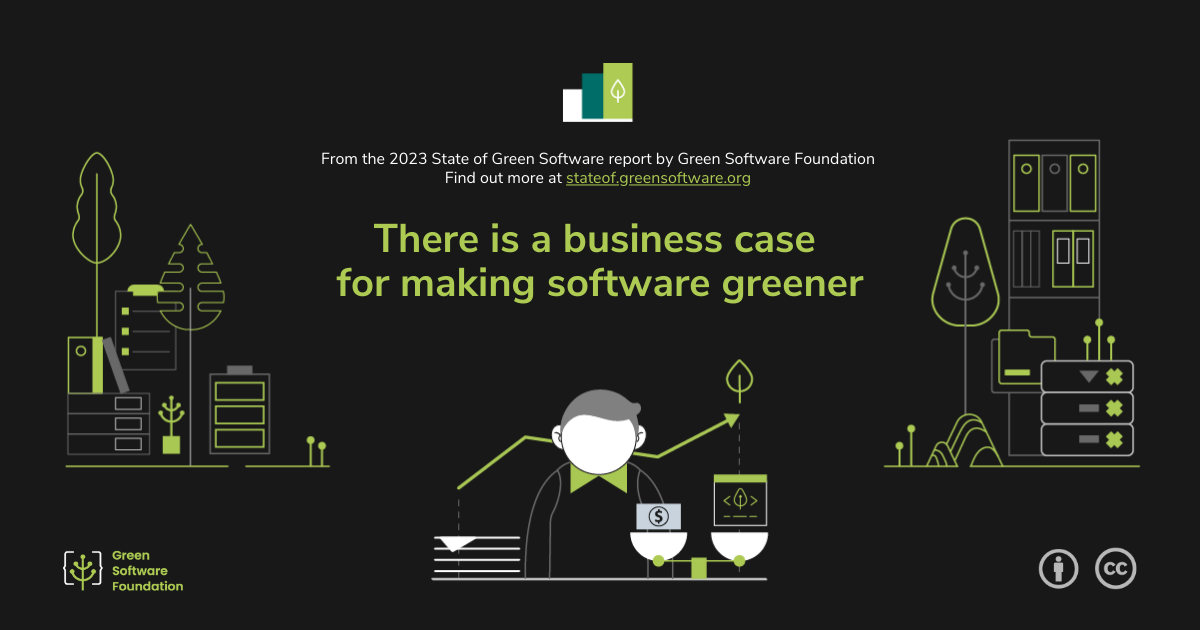 From the 2023 State of Green Software report by Green Software Foundation
Find out more at stateof.greensoftware.org
There is a business case
for making software greener
$
< >
Green
Software
Foundation
cc